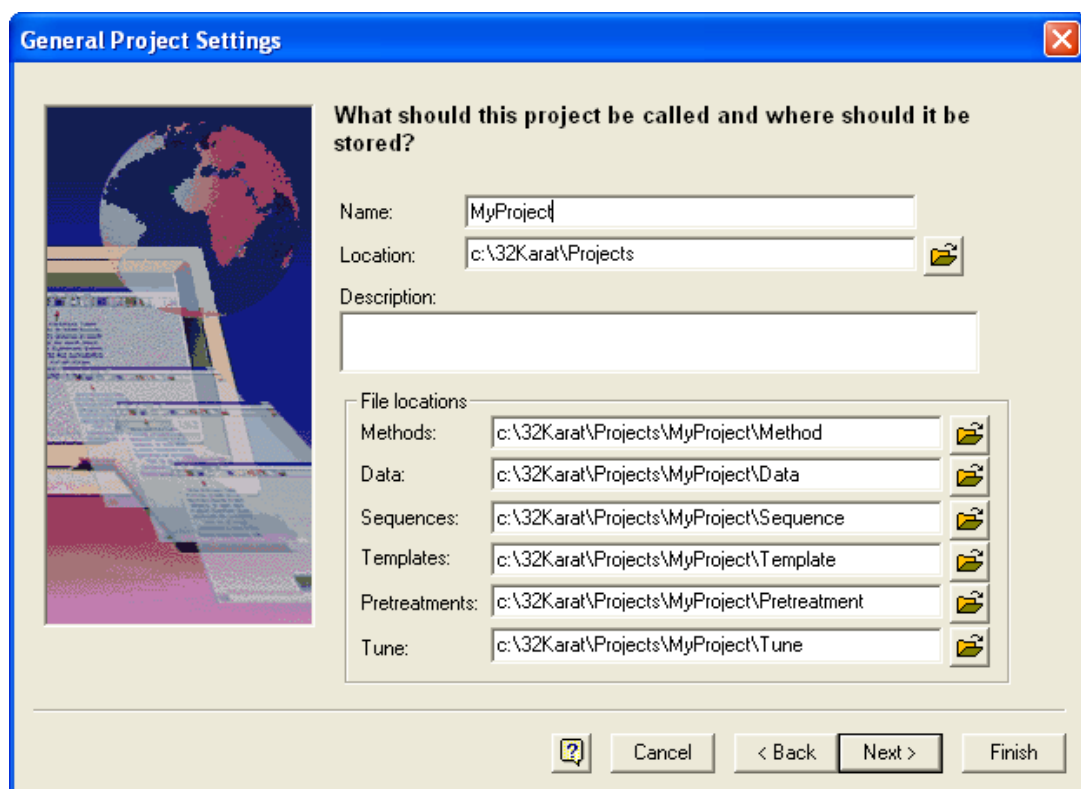 General Project Settings
What should this project be called and where should it be
stored?
Name: MyProject
Location: c:\32Karat\Projects
Description:
File locations
Methods: c:\32Karat\Projects\MyProject\Method
Data: c:\32Karat\Projects\MyProject\Data
Sequences: c:\32Karat\Projects\MyProject\Sequence
Templates: c:\32Karat\Projects\MyProject\Template
Pretreatments: c:\32Karat\Projects\MyProject\Pretreatment
Tune: c:\32Karat\Projects\MyProject\Tune
? Cancel < Back Next > Finish